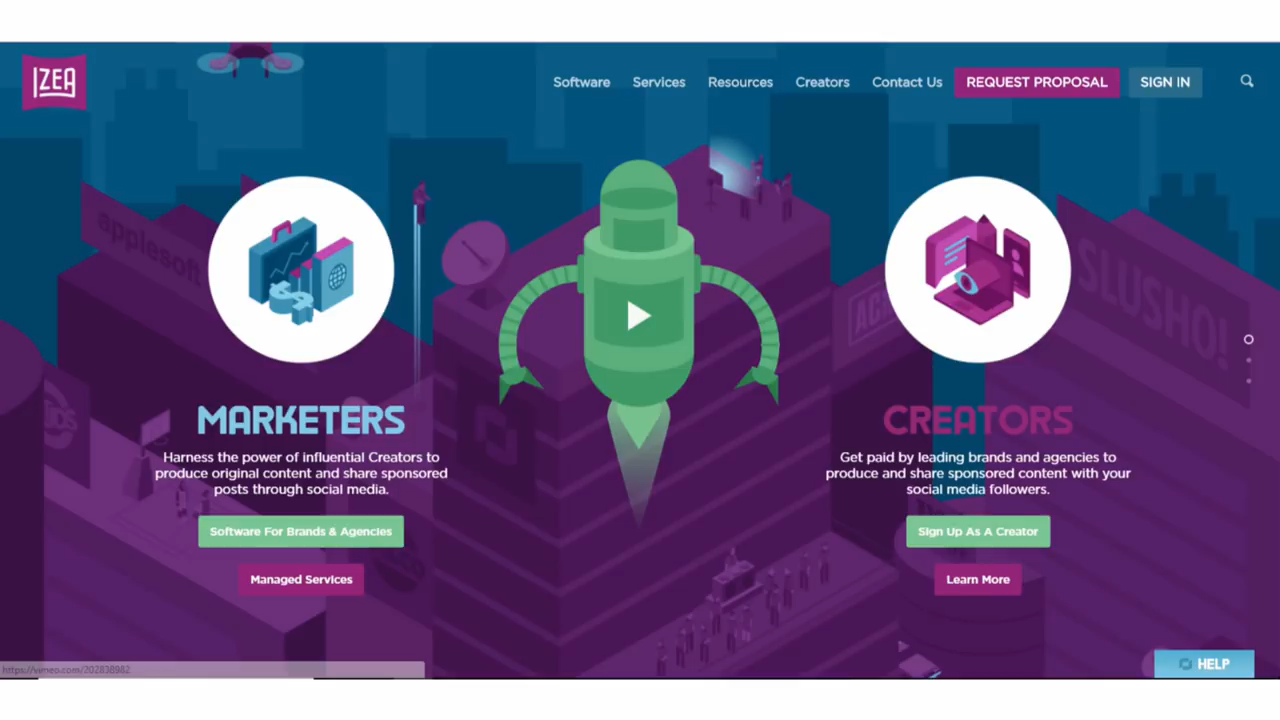 IZEA
Software Services Resources Creators Contact Us REQUEST PROPOSAL SIGN IN
applesoft
SLUSHO!
MARKETERS
Harness the power of influential Creators to
produce original content and share sponsored
posts through social media.
Software For Brands & Agencies
Managed Services
CREATORS
Get paid by leading brands and agencies to
produce and share sponsored content with your
social media followers.
Sign Up As A Creator
Learn More
https://vimeo.com/202838982
HELP